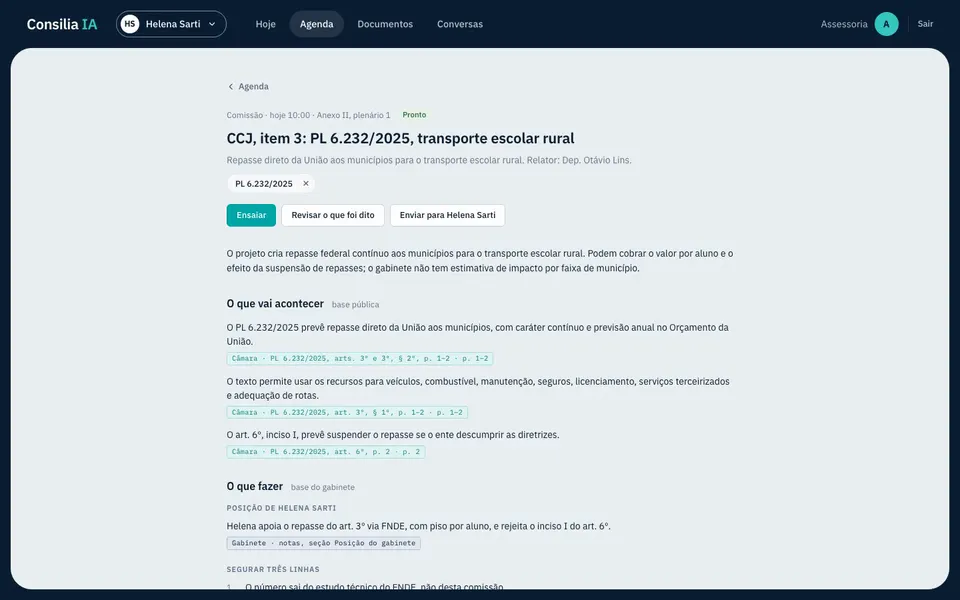 Consilia IA
HS Helena Sarti
Hoje
Agenda
Documentos
Conversas
Assessoria
A
Sair
Agenda
Comissão · hoje 10:00 · Anexo II, plenário 1 Pronto
CCJ, item 3: PL 6.232/2025, transporte escolar rural
Repasse direto da União aos municípios para o transporte escolar rural. Relator: Dep. Otávio Lins.
PL 6.232/2025 ×
Ensaiar
Revisar o que foi dito
Enviar para Helena Sarti
O projeto cria repasse federal contínuo aos municípios para o transporte escolar rural. Podem cobrar o valor por aluno e o
efeito da suspensão de repasses; o gabinete não tem estimativa de impacto por faixa de município.
O que vai acontecer base pública
O PL 6.232/2025 prevê repasse direto da União aos municípios, com caráter contínuo e previsão anual no Orçamento da
União.
Câmara · PL 6.232/2025, arts. 3º e 3º, § 2º, p. 1–2 · p. 1–2
O texto permite usar os recursos para veículos, combustível, manutenção, seguros, licenciamento, serviços terceirizados
e adequação de rotas.
Câmara · PL 6.232/2025, art. 3º, § 1º, p. 1–2 · p. 1–2
O art. 6º, inciso I, prevê suspender o repasse se o ente descumprir as diretrizes.
Câmara · PL 6.232/2025, art. 6º, p. 2 · p. 2
O que fazer base do gabinete
POSIÇÃO DE HELENA SARTI
Helena apoia o repasse do art. 3º via FNDE, com piso por aluno, e rejeita o inciso I do art. 6º.
Gabinete · notas, seção Posição do gabinete
SEGURAR TRÊS LINHAS
1. O número sai do estudo técnico do FNDE, não desta comissão.